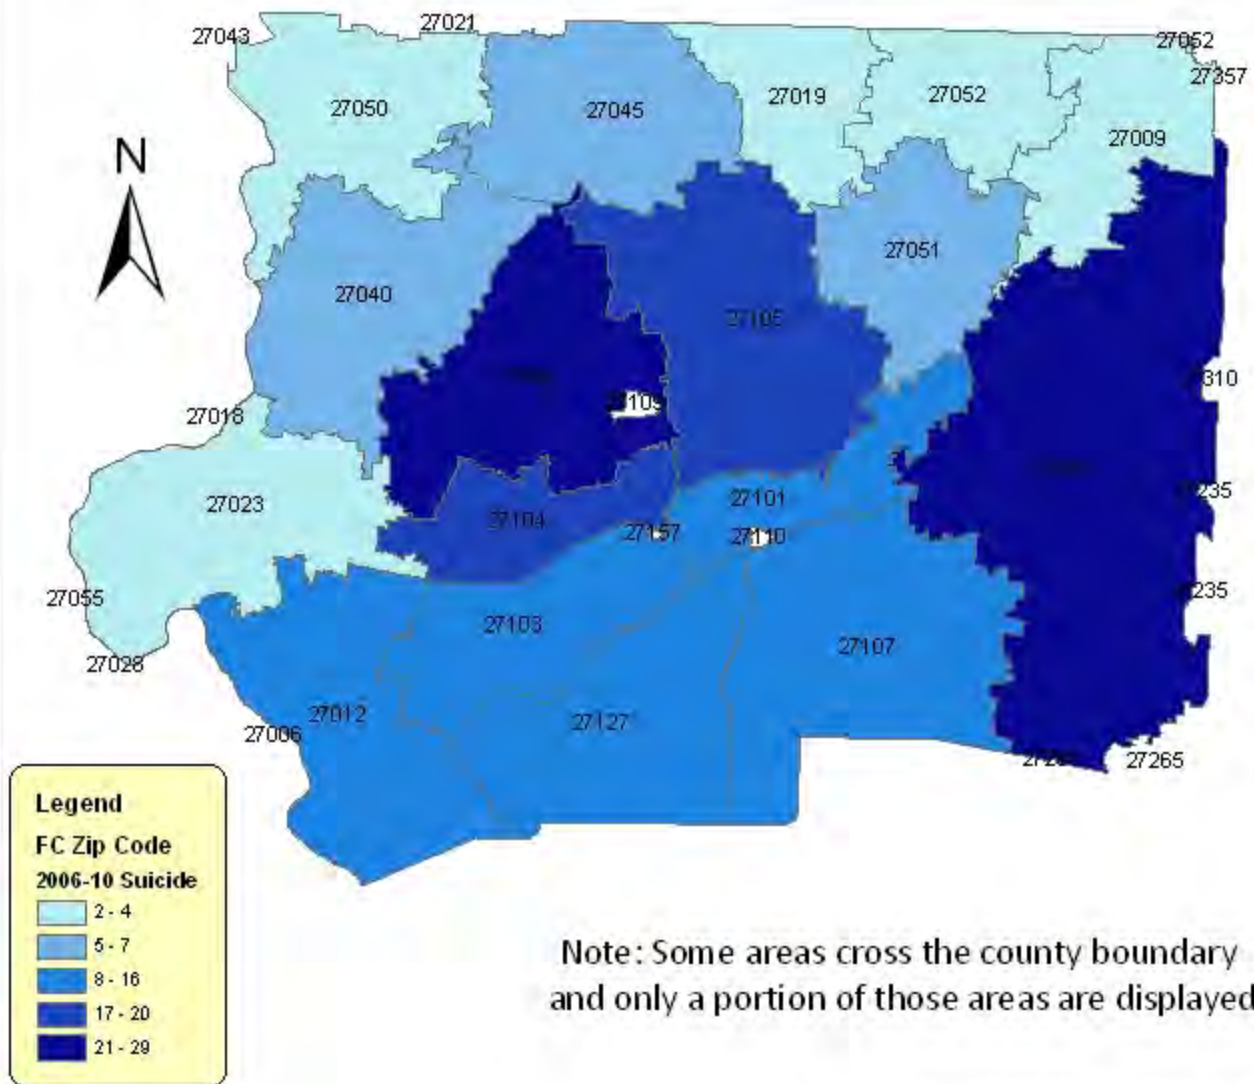 27021
27043
27052
27357
27050
27045
27019
27052
27009
N
27051
27040
27105
27018
27023
27101
27104
27157
27110
27055
27103
27107
27028
27012
27127
27006
27265
Legend
FC Zip Code
2006-10 Suicide
2 - 4
5 - 7
8 - 16
17 - 20
21 - 29
Note: Some areas cross the county boundary
and only a portion of those areas are displayed